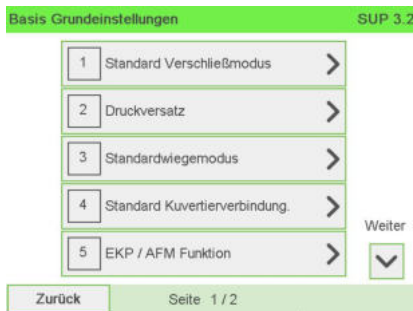 Basis Grundeinstellungen SUP 3.2
1 Standard Verschließmodus
2 Druckversatz
3 Standardwiegemodus
4 Standard Kuvertierverbindung.
5 EKP / AFM Funktion
Weiter
Zurück Seite 1 / 2